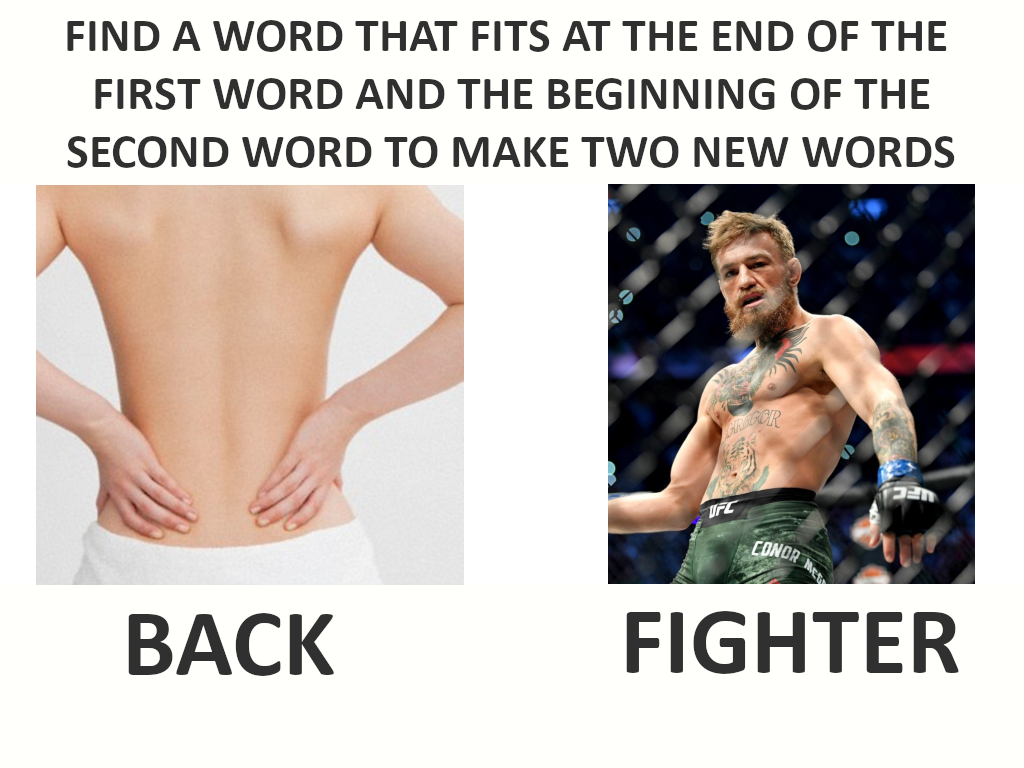 FIND A WORD THAT FITS AT THE END OF THE
FIRST WORD AND THE BEGINNING OF THE
SECOND WORD TO MAKE TWO NEW WORDS
UFC
UFC
CONOR
BACK
FIGHTER